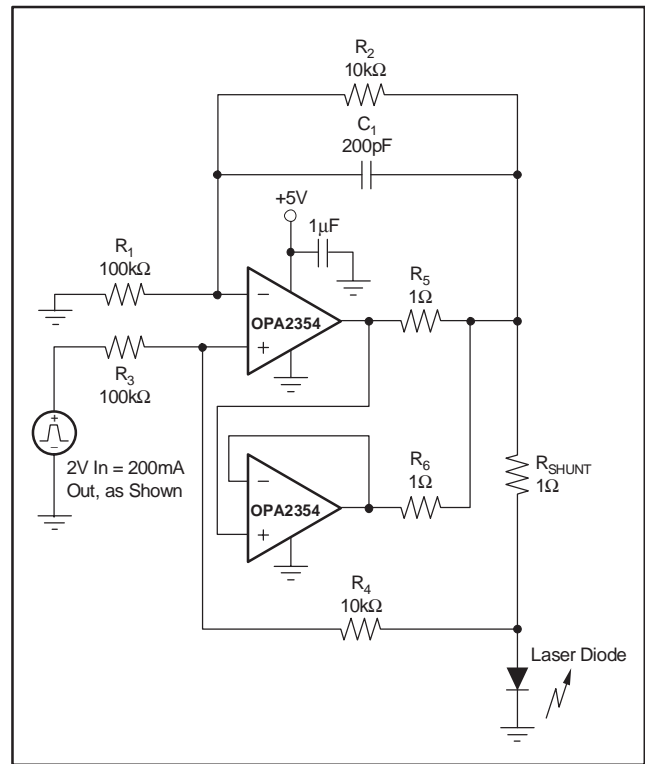 R2
10kΩ
C1
200pF
+5V
1µF
R1
100kΩ
−
OPA2354
+
R5
1Ω
R3
100kΩ
+
−
2V In = 200mA
Out, as Shown
−
OPA2354
+
R6
1Ω
RSHUNT
1Ω
R4
10kΩ
Laser Diode